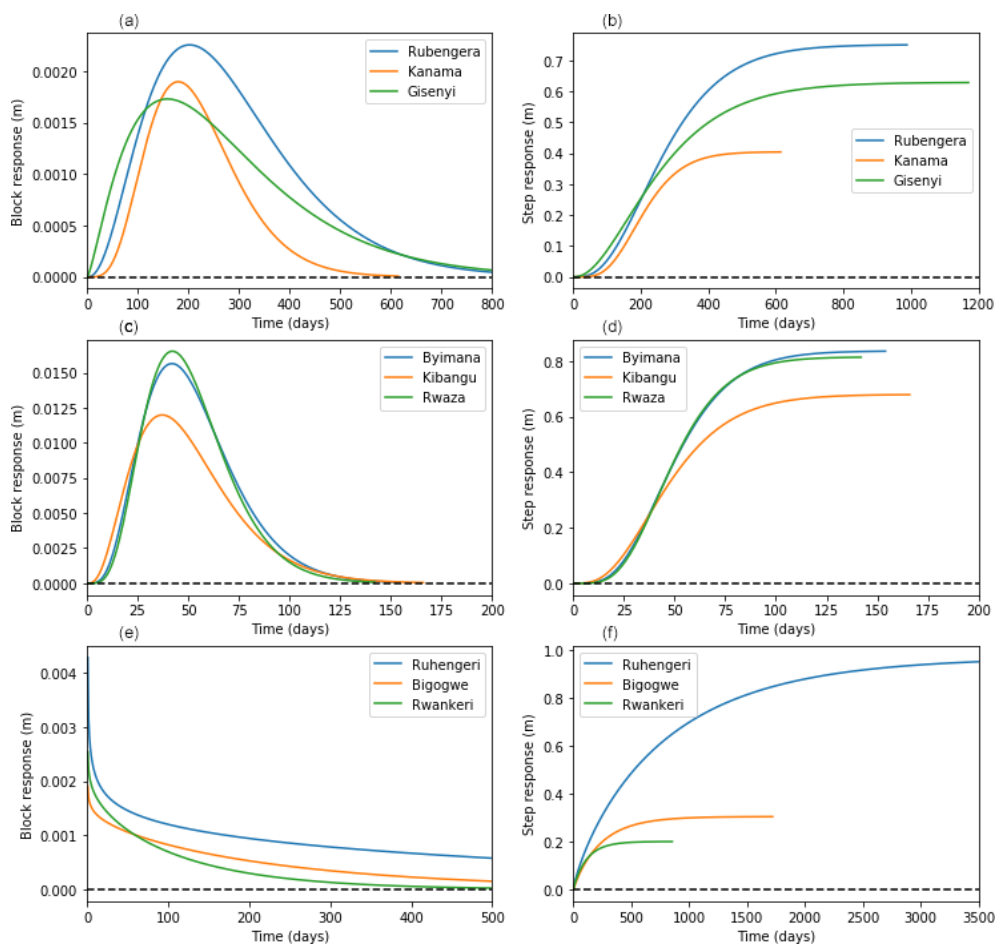 (a)
Block response (m)
0.0020
0.0015
0.0010
0.0005
0.0000
Rubengera
Kanama
Gisenyi
0 100 200 300 400 500 600 700 800
Time (days)
(b)
Step response (m)
0.7
0.6
0.5
0.4
0.3
0.2
0.1
0.0
Rubengera
Kanama
Gisenyi
0 200 400 600 800 1000 1200
Time (days)
(c)
Block response (m)
0.0150
0.0125
0.0100
0.0075
0.0050
0.0025
0.0000
Byimana
Kibangu
Rwaza
0 25 50 75 100 125 150 175 200
Time (days)
(d)
Step response (m)
0.8
0.6
0.4
0.2
0.0
Byimana
Kibangu
Rwaza
0 25 50 75 100 125 150 175 200
Time (days)
(e)
Block response (m)
0.004
0.003
0.002
0.001
0.000
Ruhengeri
Bigogwe
Rwankeri
0 100 200 300 400 500
Time (days)
(f)
Step response (m)
1.0
0.8
0.6
0.4
0.2
0.0
Ruhengeri
Bigogwe
Rwankeri
0 500 1000 1500 2000 2500 3000 3500
Time (days)